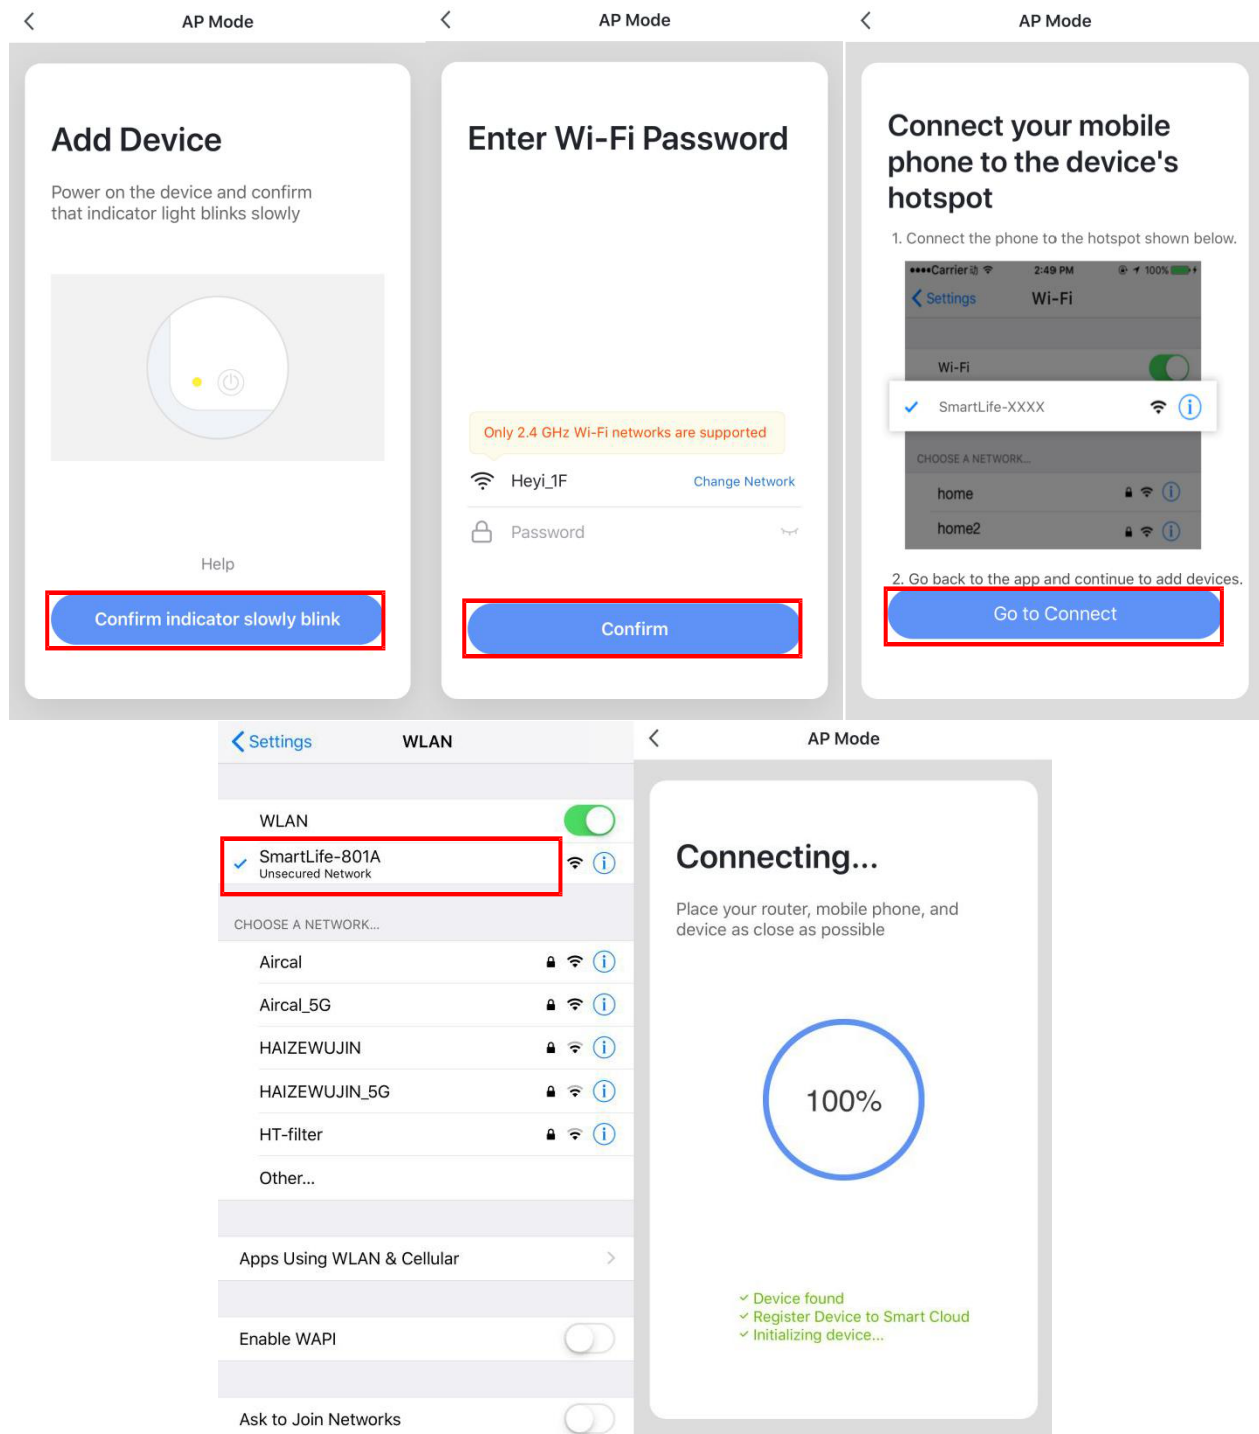 AP Mode
Add Device
Power on the device and confirm
that indicator light blinks slowly
Help
Confirm indicator slowly blink
AP Mode
Enter Wi-Fi Password
Only 2.4 GHz Wi-Fi networks are supported
Heyi_1F Change Network
Password
Confirm
AP Mode
Connect your mobile
phone to the device's
hotspot
1. Connect the phone to the hotspot shown below.
Carrier 2:49 PM 100%
Settings Wi-Fi
Wi-Fi
SmartLife-XXXX
CHOOSE A NETWORK...
home
home2
2. Go back to the app and continue to add devices.
Go to Connect
Settings WLAN
WLAN
SmartLife-801A
Unsecured Network
CHOOSE A NETWORK...
Aircal
Aircal_5G
HAIZEWUJIN
HAIZEWUJIN_5G
HT-filter
Other...
Apps Using WLAN & Cellular
Enable WAPI
Ask to Join Networks
AP Mode
Connecting...
Place your router, mobile phone, and
device as close as possible
100%
Device found
Register Device to Smart Cloud
Initializing device...